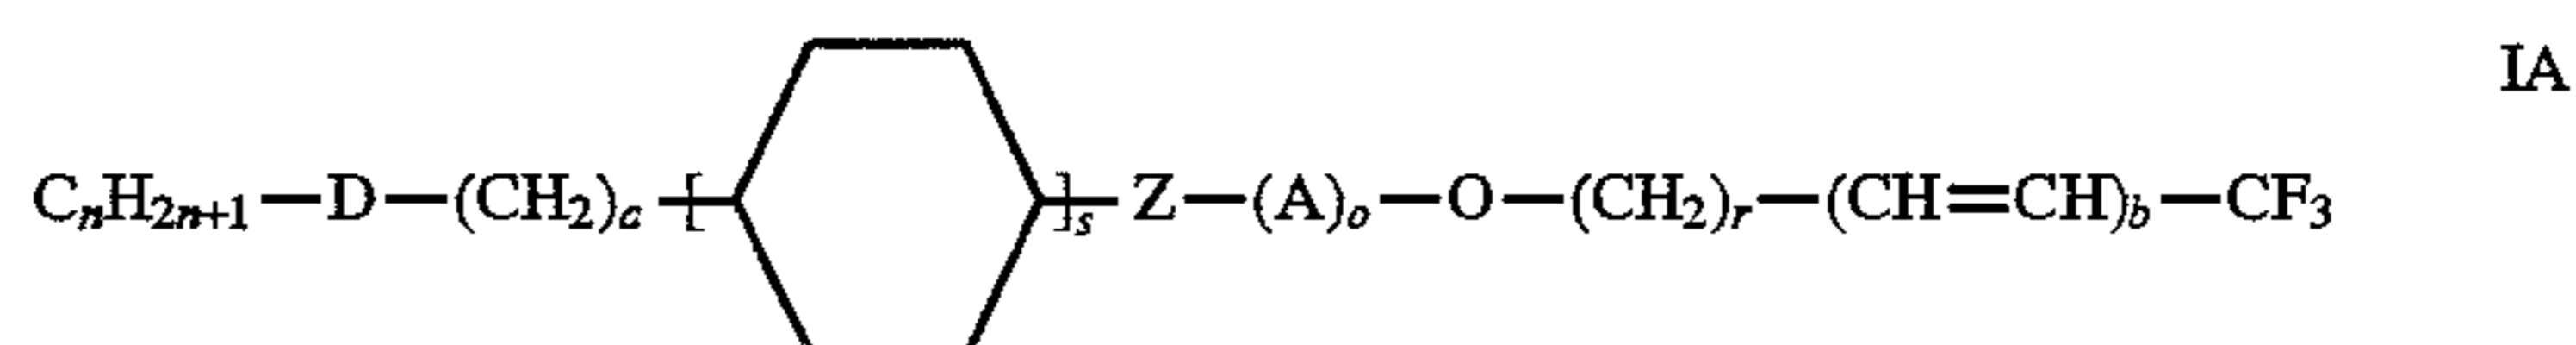 IA
CnH2n+1—D—(CH2)c—[ ]s—Z—(A)o—O—(CH2)r—(CH=CH)b—CF3